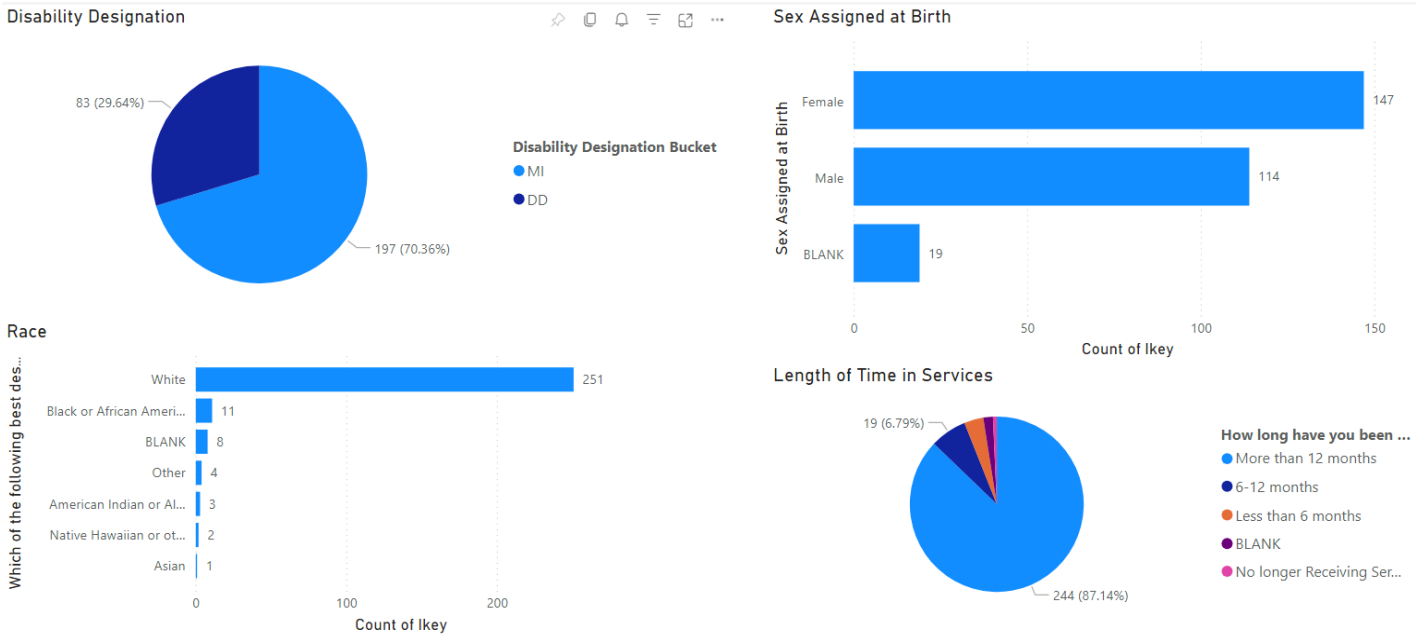 Disability Designation
83 (29.64%)
197 (70.36%)
Disability Designation Bucket
MI
DD
Sex Assigned at Birth
Sex Assigned at Birth
Female
147
Male
114
BLANK
19
0 50 100 150
Count of Ikey
Race
Which of the following best des...
White 251
Black or African Ameri... 11
BLANK 8
Other 4
American Indian or Al... 3
Native Hawaiian or ot... 2
Asian 1
0 100 200
Count of Ikey
Length of Time in Services
19 (6.79%)
244 (87.14%)
How long have you been ...
More than 12 months
6-12 months
Less than 6 months
BLANK
No longer Receiving Ser...